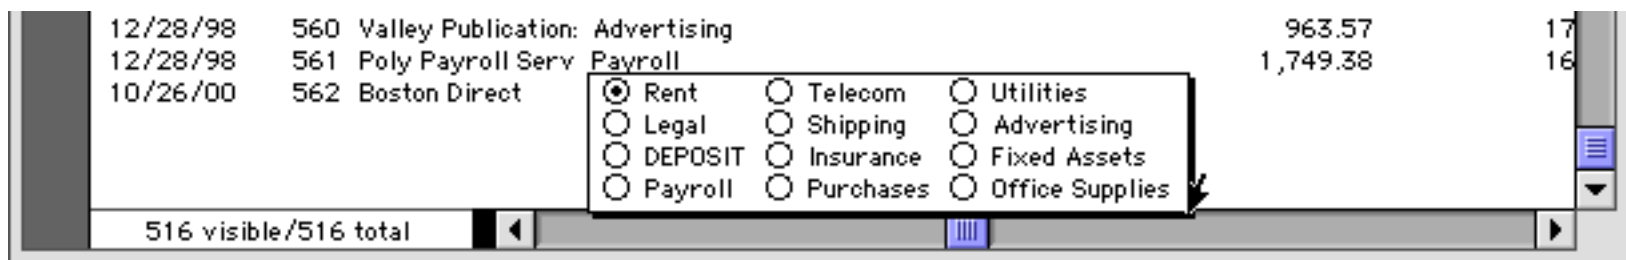 12/28/98 560 Valley Publication: Advertising 963.57 17
12/28/98 561 Poly Payroll Serv Payroll 1,749.38 16
10/26/00 562 Boston Direct Rent Telecom Utilities
Legal Shipping Advertising
DEPOSIT Insurance Fixed Assets
Payroll Purchases Office Supplies
516 visible/516 total